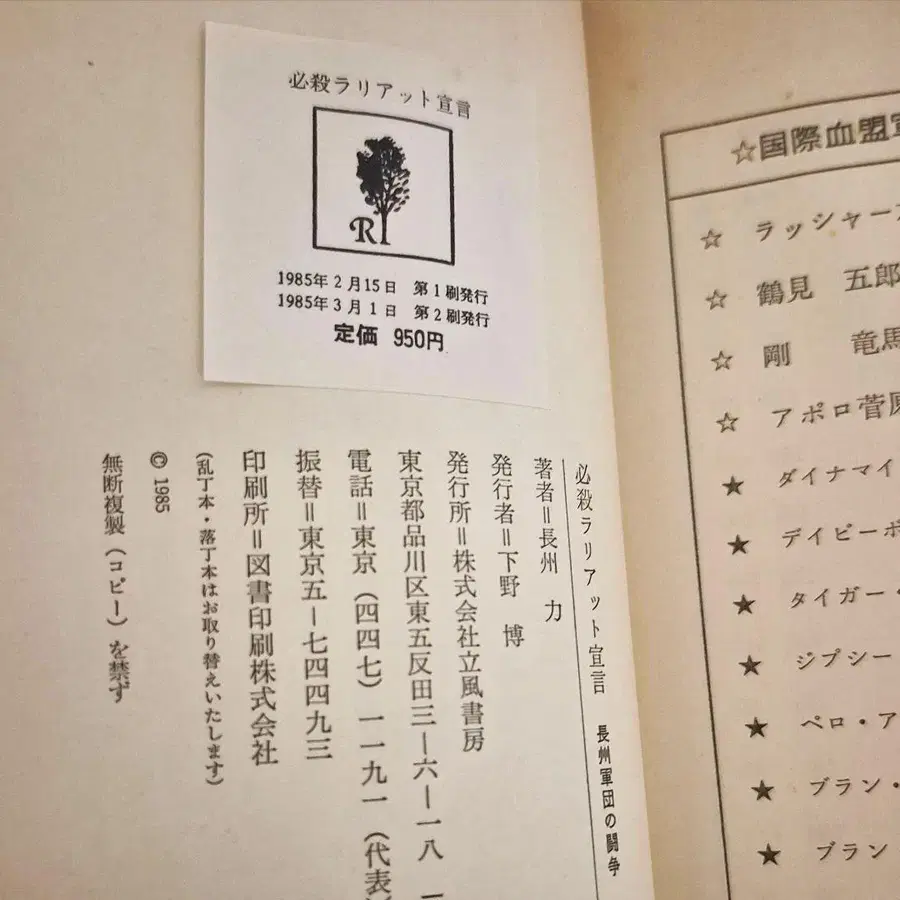 必殺ラリアット宣言
R
1985年2月15日 第1刷発行
1985年3月1日 第2刷発行
定価 950円
必殺ラリアット宣言 長州軍団の闘争
著者＝長州 力
発行者＝下野 博
発行所＝株式会社立風書房
東京都品川区東五反田三ー六ー一八
電話＝東京（四四七）一一九一（代表）
振替＝東京五ー七四四九三
印刷所＝図書印刷株式会社
（乱丁本・落丁本はお取り替えいたします）
© 1985
無断複製（コピー）を禁ず
☆国際血盟軍
☆ ラッシャー
☆ 鶴見 五郎
☆ 剛 竜馬
☆ アポロ菅原
★ ダイナマイ
★ デイビーボ
★ タイガー・
★ ジプシー
★ ペロ・ア
★ ブラン・
★ ブラン